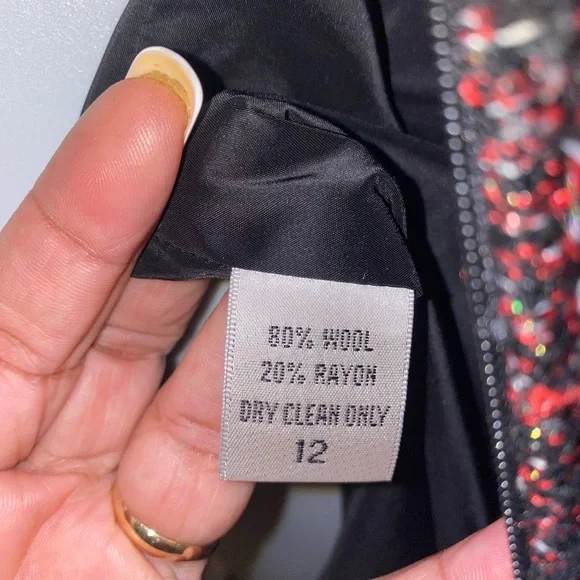 80% WOOL
20% RAYON
DRY CLEAN ONLY
12